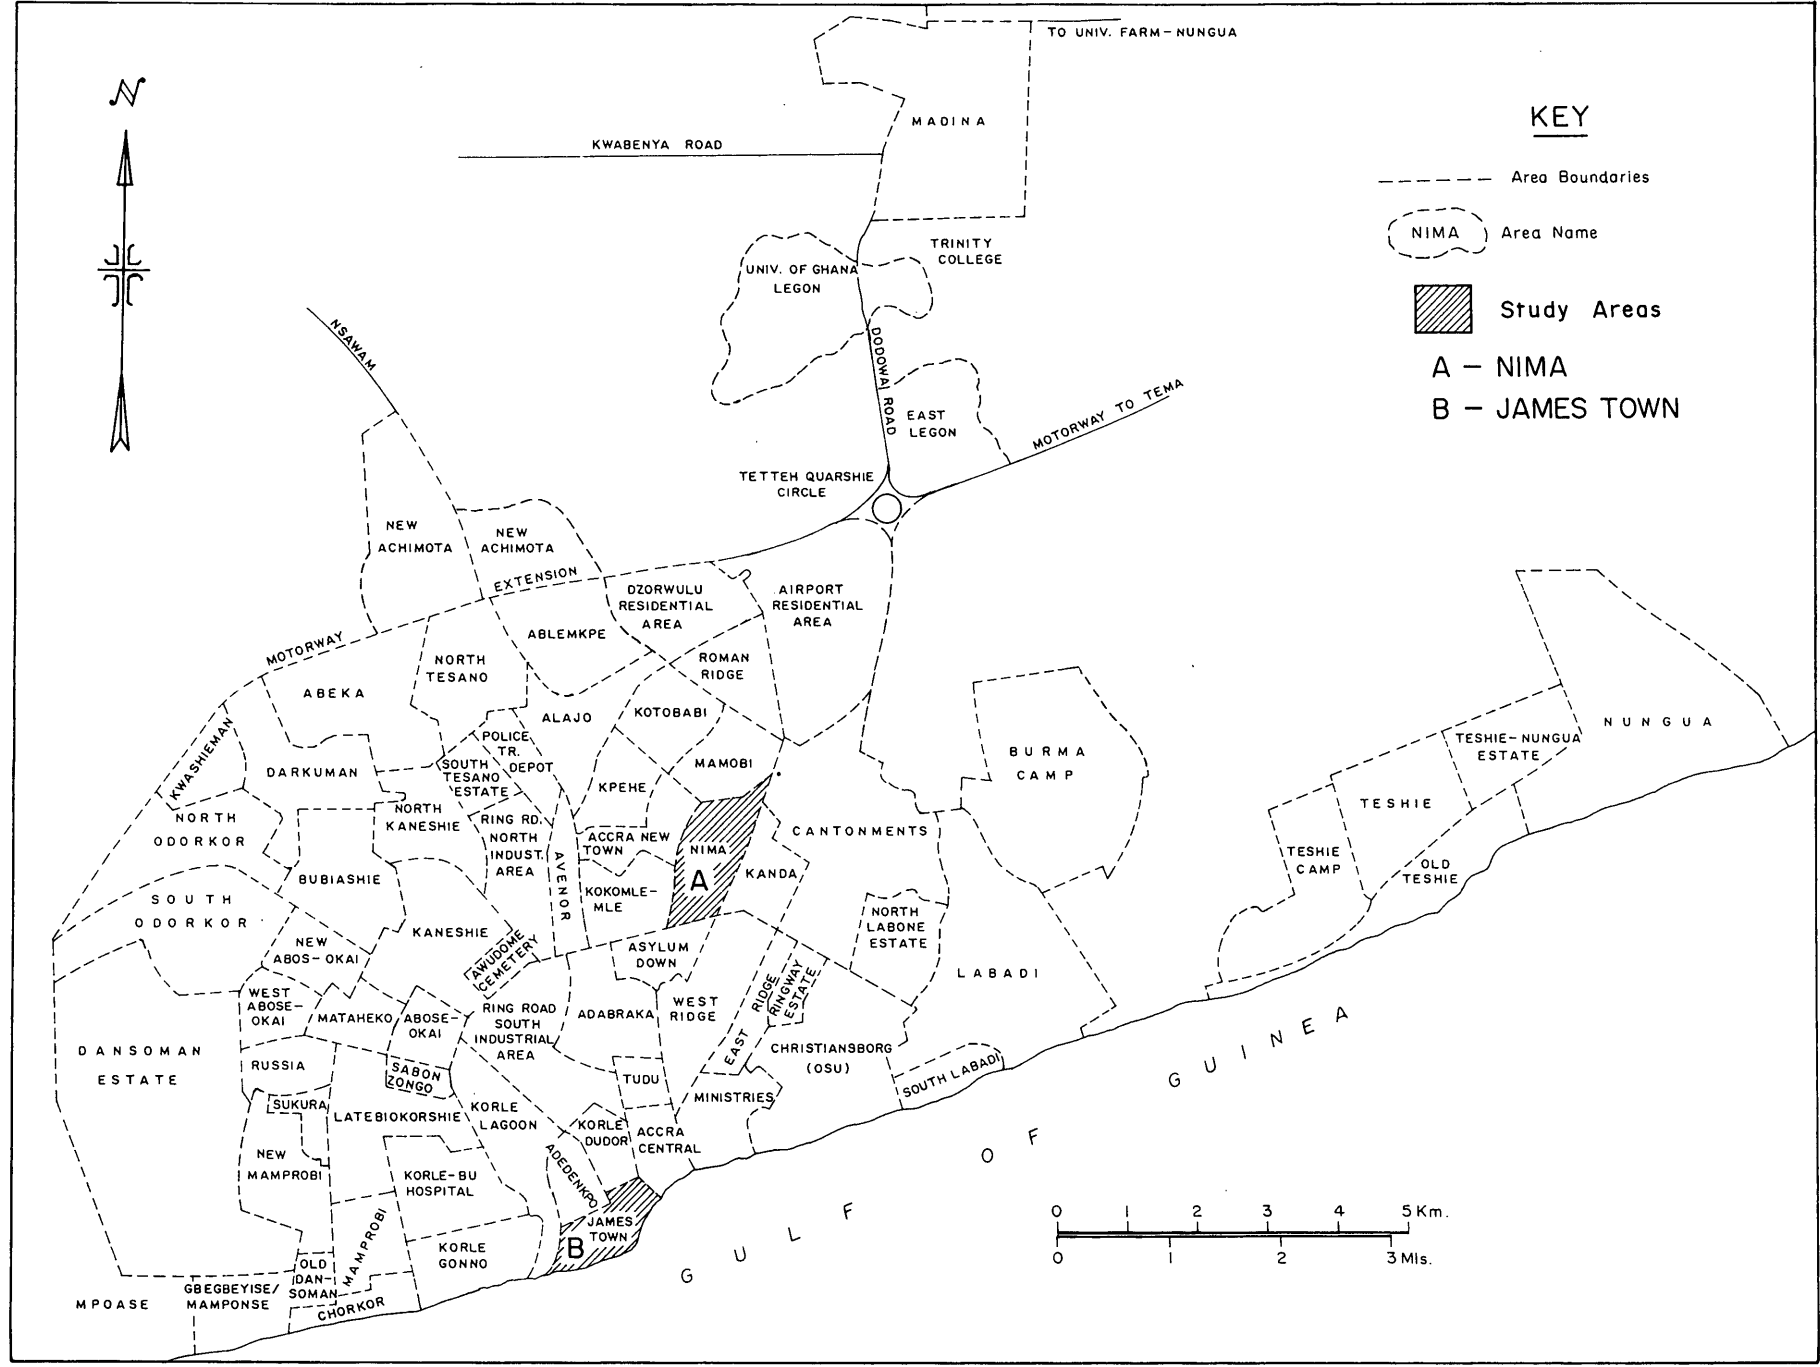 TO UNIV. FARM-NUNGUA
N
KEY
MADINA
KWABENYA ROAD
Area Boundaries
NIMA
Area Name
TRINITY
COLLEGE
UNIV. OF GHANA
LEGON
Study Areas
NSAWAM
DODOWAI ROAD
A - NIMA
B - JAMES TOWN
EAST
LEGON
MOTORWAY TO TEMA
TETTEH QUARSHIE
CIRCLE
NEW
ACHIMOTA
NEW
ACHIMOTA
EXTENSION
DZORWULU
RESIDENTIAL
AREA
AIRPORT
RESIDENTIAL
AREA
ABLEMKPE
MOTORWAY
NORTH
TESANO
ROMAN
RIDGE
ABEKA
ALAJO
KOTOBABI
NUNGUA
KWASHIEMAN
POLICE
TR.
DEPOT
TESHIE-NUNGUA
ESTATE
BURMA
CAMP
DARKUMAN
SOUTH
TESANO
ESTATE
MAMOBI
KPEHE
TESHIE
NORTH
ODORKOR
NORTH
KANESHIE
RING RD.
NORTH
INDUST.
AREA
ACCRA NEW
TOWN
CANTONMENTS
AVENOR
NIMA
A
KANDA
TESHIE
CAMP
OLD
TESHIE
BUBIASHIE
KOKOMLE-
MLE
SOUTH
ODORKOR
KANESHIE
NORTH
LABONE
ESTATE
NEW
ABOS-OKAI
AWUDOME
CEMETERY
ASYLUM
DOWN
LABADI
WEST
ABOSE-
OKAI
MATAHEKO
ABOSE-
OKAI
RING ROAD
SOUTH
INDUSTRIAL
AREA
ADABRAKA
WEST
RIDGE
EAST RIDGE
RINGWAY
ESTATE
DANSOMAN
ESTATE
CHRISTIANSBORG
(OSU)
RUSSIA
SABON
ZONGO
TUDU
SOUTH LABADI
MINISTRIES
SUKURA
LATEBIOKORSHIE
KORLE
LAGOON
KORLE
DUDOR
ACCRA
CENTRAL
NEW
MAMPROBI
ADEDENKPO
KORLE-BU
HOSPITAL
MAMPROBI
JAMES
TOWN
B
KORLE
GONNO
OLD
DAN-
SOMAN
MPOASE
GBEGBEYISE/
MAMPONSE
CHORKOR
GULF OF GUINEA
0 1 2 3 4 5 Km.
0 1 2 3 Mls.